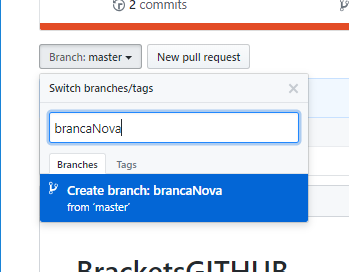 2 commits
Branch: master
New pull request
Switch branches/tags
brancaNova
Branches
Tags
Create branch: brancaNova
from 'master'
BracketsGITHUB